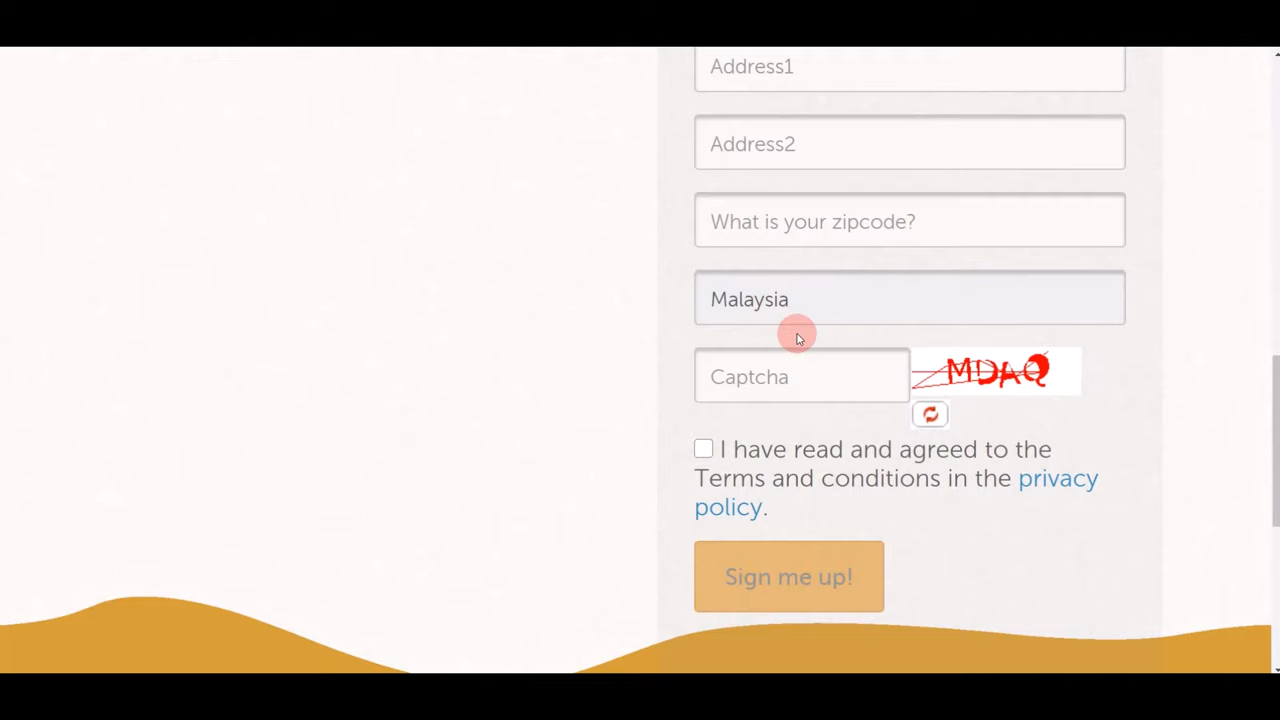 Address1
Address2
What is your zipcode?
Malaysia
Captcha
MDAQ
I have read and agreed to the
Terms and conditions in the privacy
policy.
Sign me up!